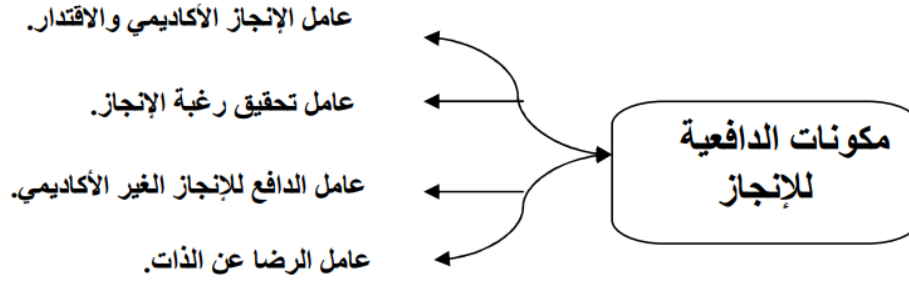 مكونات الدافعية
للإنجاز
عامل الإنجاز الأكاديمي والاقتدار.
عامل تحقيق رغبة الإنجاز.
عامل الدافع للإنجاز الغير الأكاديمي.
عامل الرضا عن الذات.